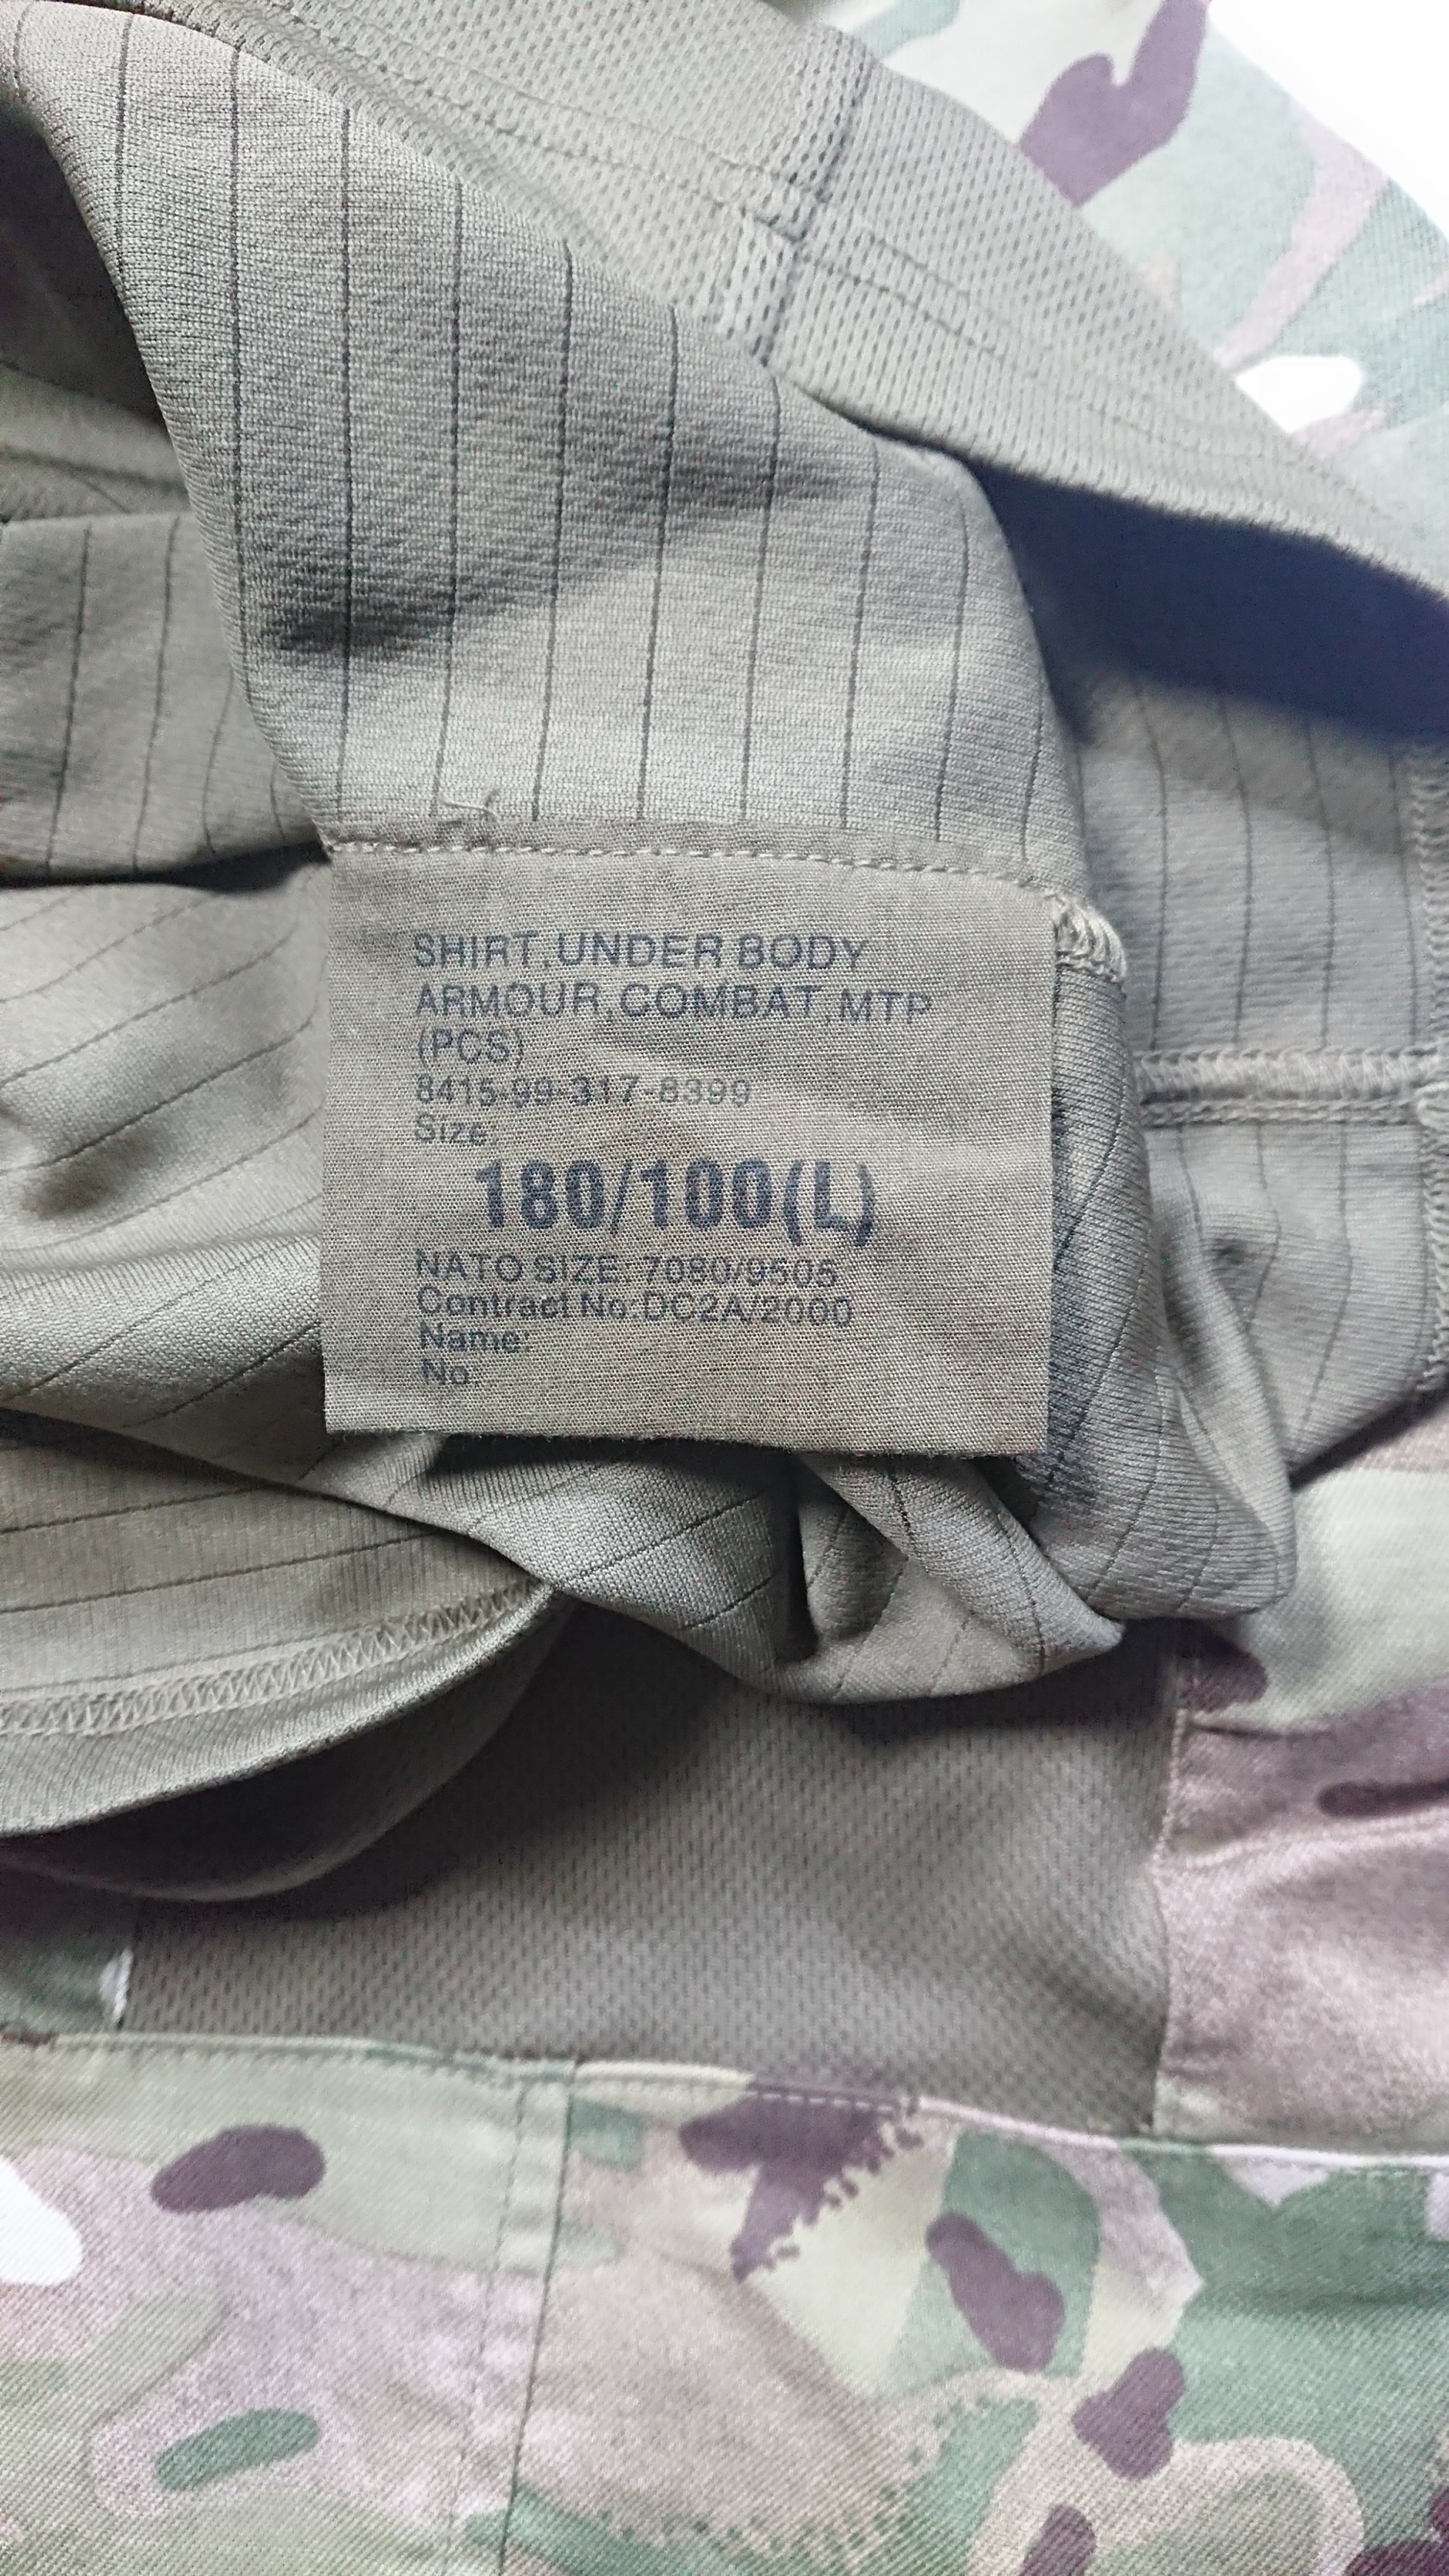 SHIRT,UNDER BODY
ARMOUR,COMBAT,MTP
(PCS)
8415-99-317-8399
Size:
180/100(L)
NATO SIZE 7080/9505
Contract No:DC2A/2000
Name:
No.